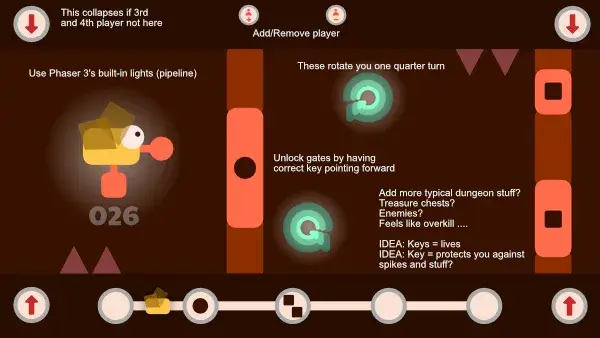 This collapses if 3rd
and 4th player not here
Add/Remove player
Use Phaser 3's built-in lights (pipeline)
These rotate you one quarter turn
Unlock gates by having
correct key pointing forward
026
Add more typical dungeon stuff?
Treasure chests?
Enemies?
Feels like overkill ....
IDEA: Keys = lives
IDEA: Key = protects you against
spikes and stuff?